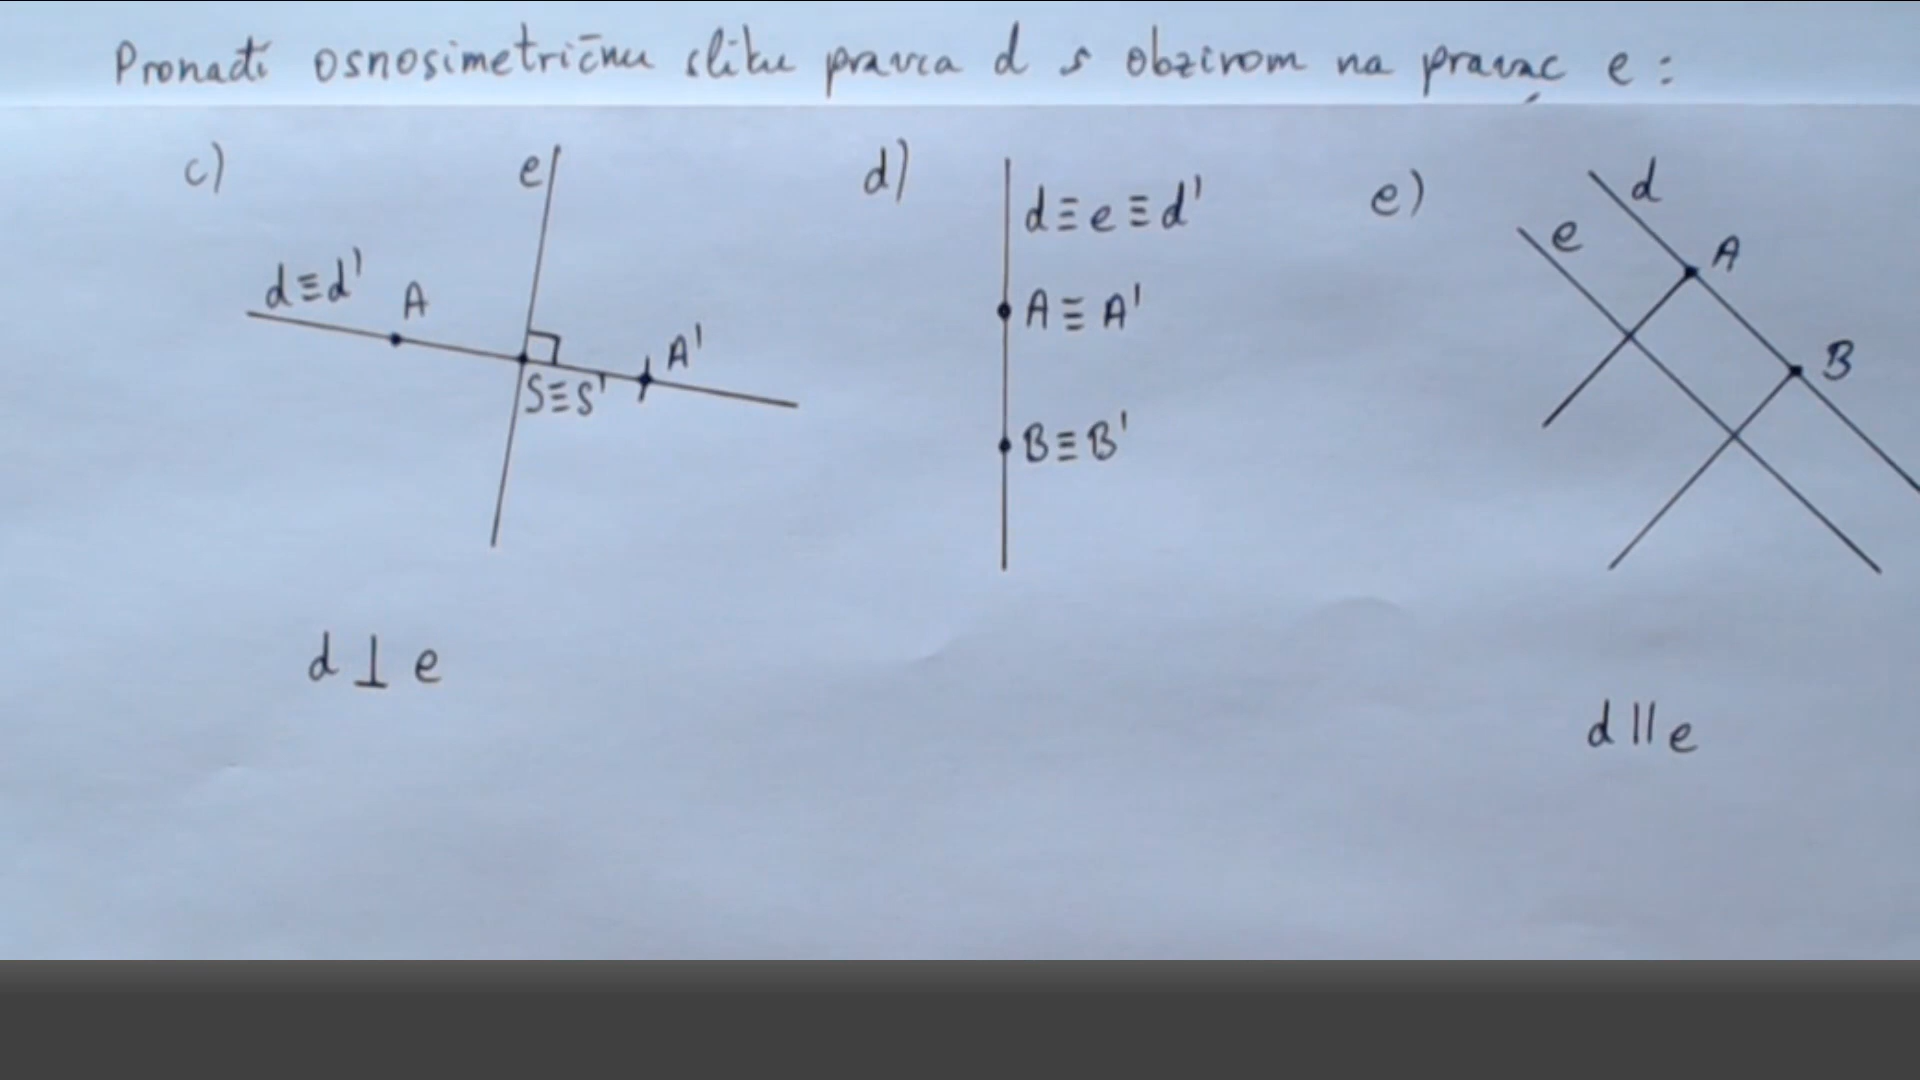 Pronađi osnosimetričnu sliku pravca d s obzirom na pravac e :
c)
e
d≡d'
A
S≡S'
A'
d ⊥ e
d)
d≡e≡d'
A≡A'
B≡B'
e)
d
e
A
B
d || e